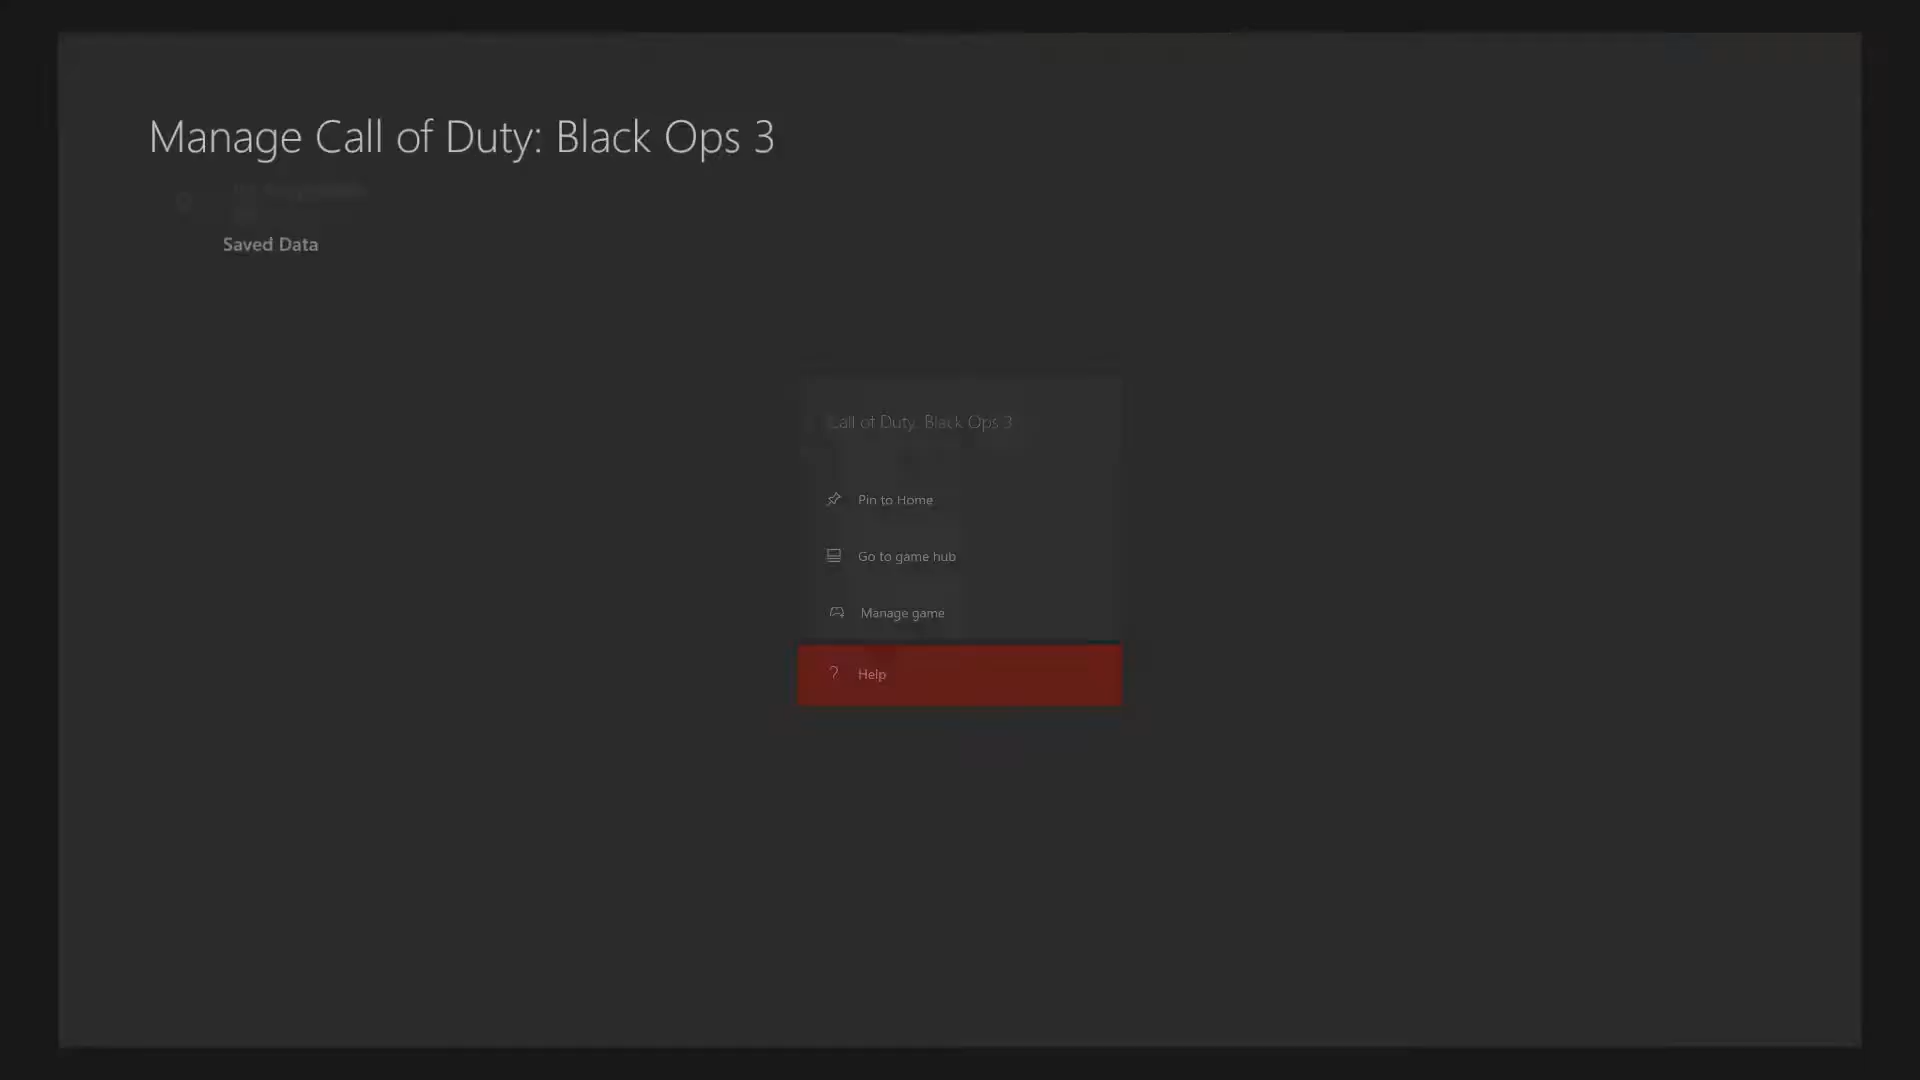 Manage Call of Duty: Black Ops 3
Saved Data
Call of Duty: Black Ops 3
Pin to Home
Go to game hub
Manage game
? Help